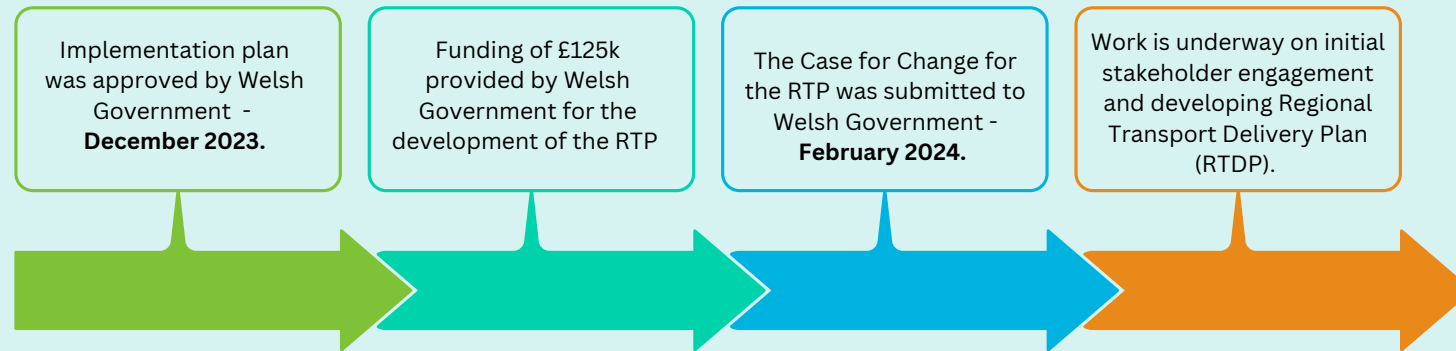 Implementation plan
was approved by Welsh
Government -
December 2023.
Funding of £125k
provided by Welsh
Government for the
development of the RTP
The Case for Change for
the RTP was submitted to
Welsh Government -
February 2024.
Work is underway on initial
stakeholder engagement
and developing Regional
Transport Delivery Plan
(RTDP).